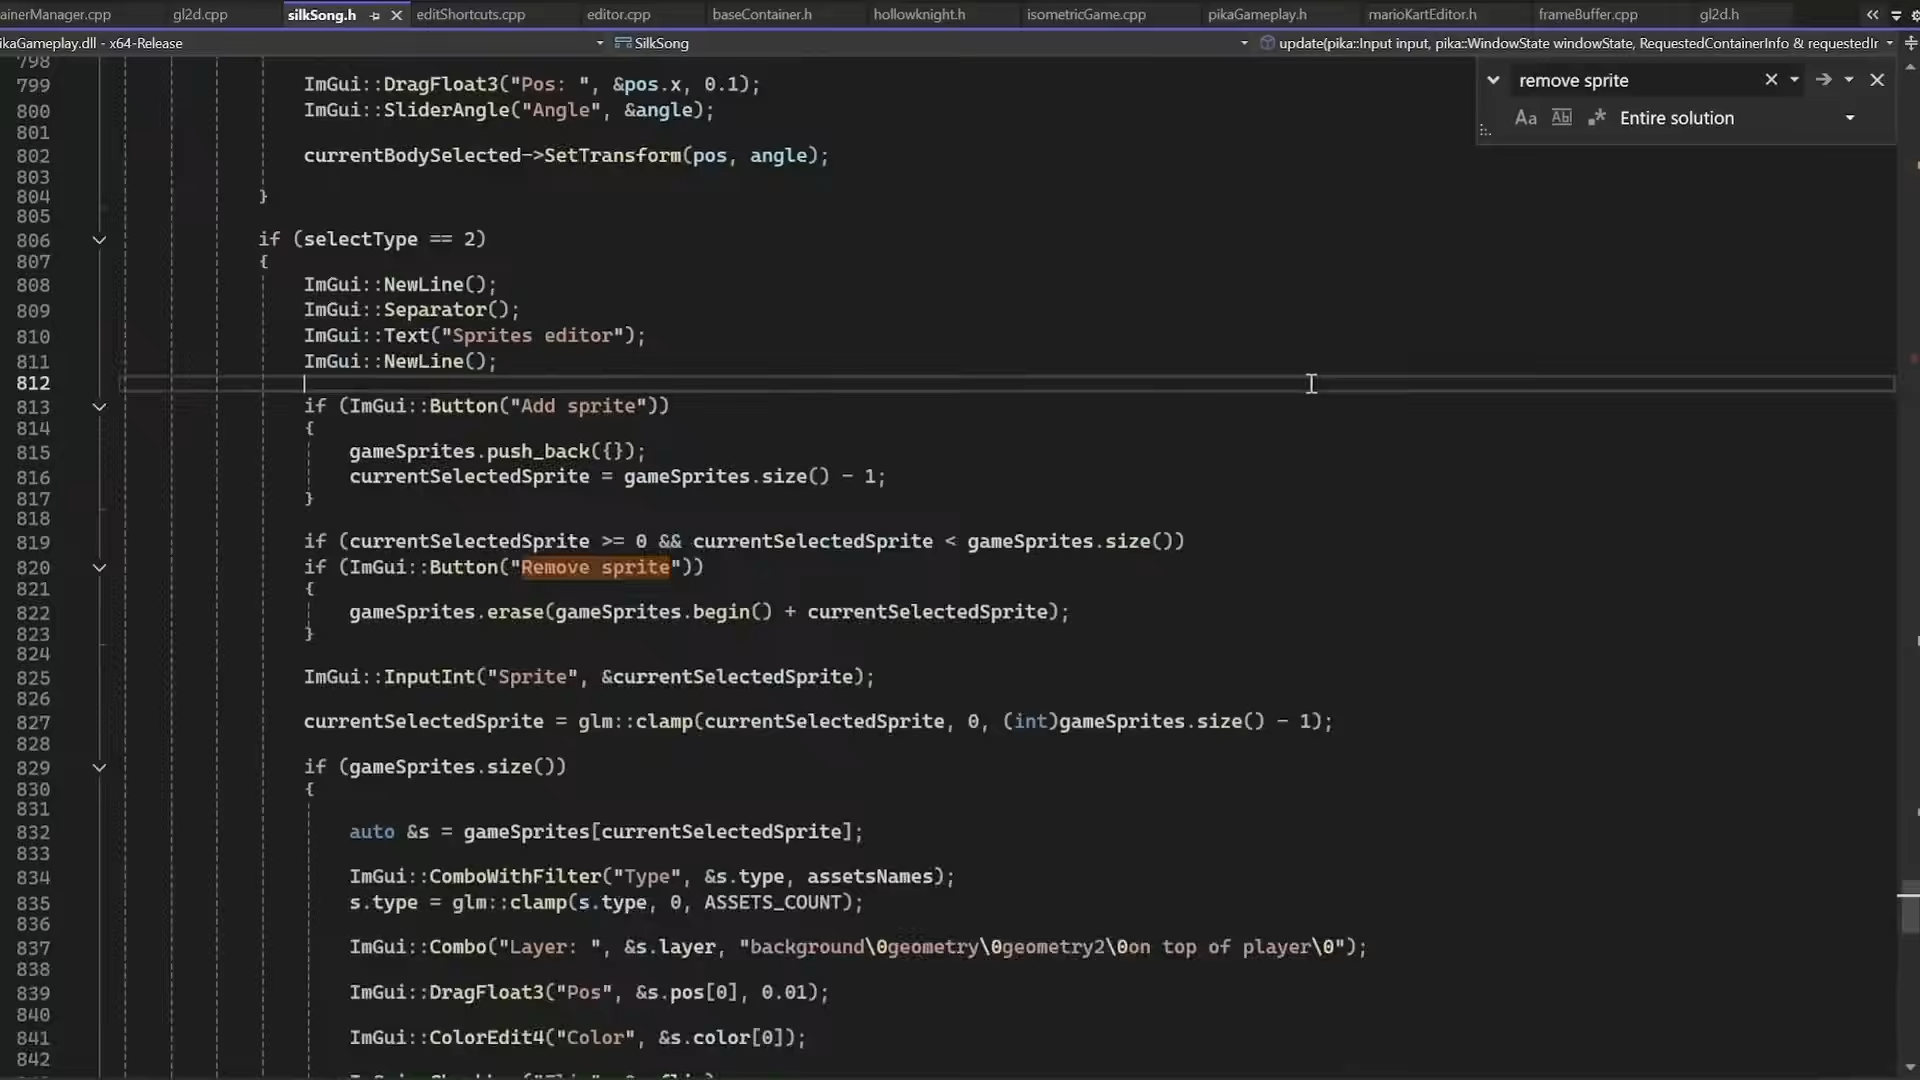 ainerManager.cpp gl2d.cpp silkSong.h editShortcuts.cpp editor.cpp baseContainer.h hollowknight.h isometricGame.cpp pikaGameplay.h marioKartEditor.h frameBuffer.cpp gl2d.h
ikaGameplay.dll - x64-Release SilkSong update(pika::Input input, pika::WindowState windowState, RequestedContainerInfo & requestedIr
remove sprite
Aa Ab .* Entire solution
798
799 ImGui::DragFloat3("Pos: ", &pos.x, 0.1);
800 ImGui::SliderAngle("Angle", &angle);
801
802 currentBodySelected->SetTransform(pos, angle);
803
804 }
805
806 if (selectType == 2)
807 {
808 ImGui::NewLine();
809 ImGui::Separator();
810 ImGui::Text("Sprites editor");
811 ImGui::NewLine();
812
813 if (ImGui::Button("Add sprite"))
814 {
815 gameSprites.push_back({});
816 currentSelectedSprite = gameSprites.size() - 1;
817 }
818
819 if (currentSelectedSprite >= 0 && currentSelectedSprite < gameSprites.size())
820 if (ImGui::Button("Remove sprite"))
821 {
822 gameSprites.erase(gameSprites.begin() + currentSelectedSprite);
823 }
824
825 ImGui::InputInt("Sprite", &currentSelectedSprite);
826
827 currentSelectedSprite = glm::clamp(currentSelectedSprite, 0, (int)gameSprites.size() - 1);
828
829 if (gameSprites.size())
830 {
831
832 auto &s = gameSprites[currentSelectedSprite];
833
834 ImGui::ComboWithFilter("Type", &s.type, assetsNames);
835 s.type = glm::clamp(s.type, 0, ASSETS_COUNT);
836
837 ImGui::Combo("Layer: ", &s.layer, "background\0geometry\0geometry2\0on top of player\0");
838
839 ImGui::DragFloat3("Pos", &s.pos[0], 0.01);
840
841 ImGui::ColorEdit4("Color", &s.color[0]);
842